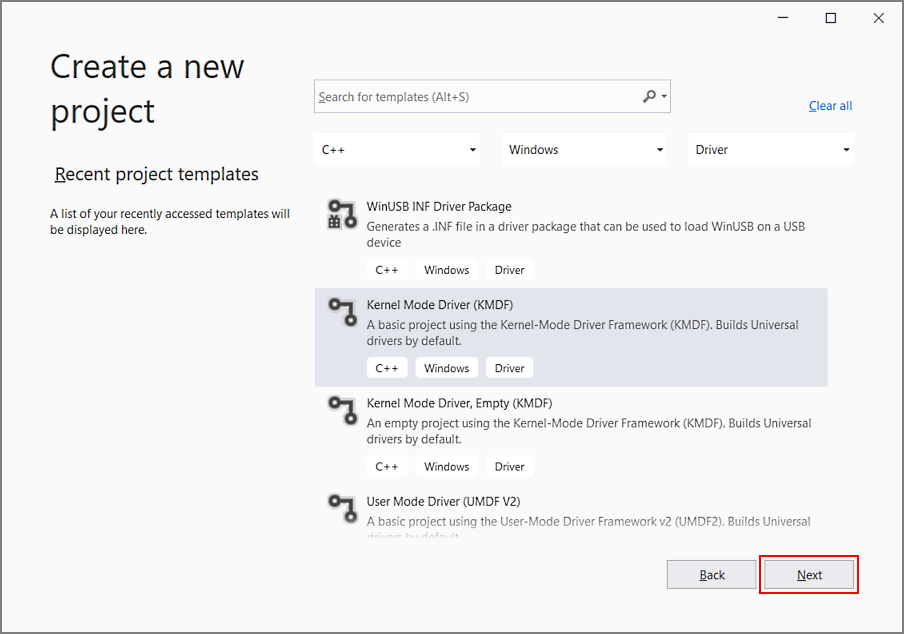 Create a new
project
Search for templates (Alt+S)
Clear all
C++
Windows
Driver
Recent project templates
A list of your recently accessed templates will
be displayed here.
WinUSB INF Driver Package
Generates a .INF file in a driver package that can be used to load WinUSB on a USB
device
C++ Windows Driver
Kernel Mode Driver (KMDF)
A basic project using the Kernel-Mode Driver Framework (KMDF). Builds Universal
drivers by default.
C++ Windows Driver
Kernel Mode Driver, Empty (KMDF)
An empty project using the Kernel-Mode Driver Framework (KMDF). Builds Universal
drivers by default.
C++ Windows Driver
User Mode Driver (UMDF V2)
A basic project using the User-Mode Driver Framework v2 (UMDF2). Builds Universal
drivers by default.
Back
Next